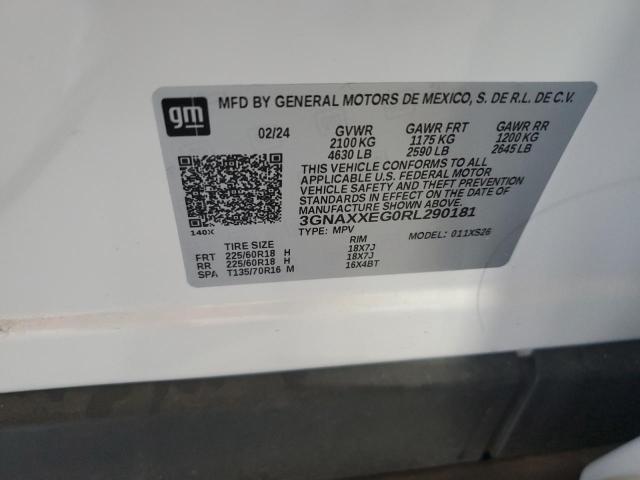 gm
MFD BY GENERAL MOTORS DE MEXICO, S. DE R.L. DE C.V.
02/24 GVWR GAWR FRT GAWR RR
2100 KG 1175 KG 1200 KG
4630 LB 2590 LB 2645 LB
THIS VEHICLE CONFORMS TO ALL
APPLICABLE U.S. FEDERAL MOTOR
VEHICLE SAFETY AND THEFT PREVENTION
STANDARDS IN EFFECT ON THE DATE OF
MANUFACTURE SHOWN ABOVE.
3GNAXXEG0RL290181
140X
TYPE: MPV MODEL: 011XS26
TIRE SIZE RIM
FRT 225/60R18 H 18X7J
RR 225/60R18 H 18X7J
SPA T135/70R16 M 16X4BT